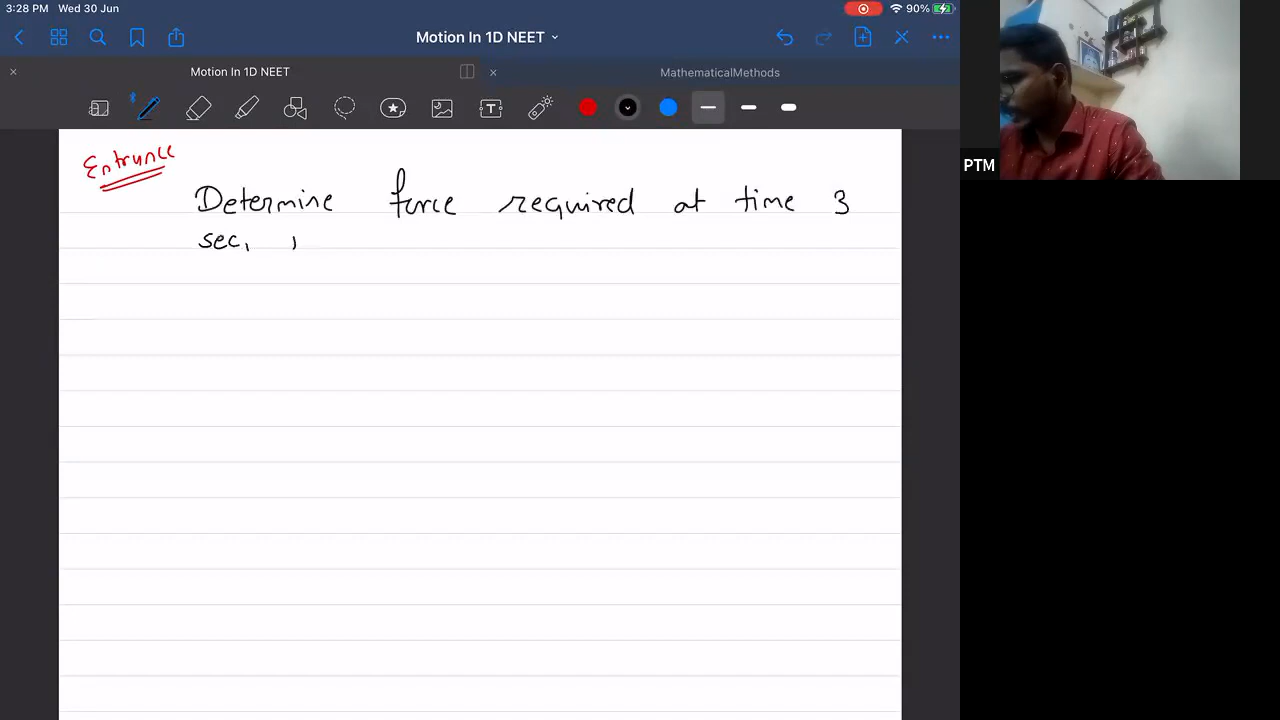 3:28 PM Wed 30 Jun
90%
Motion In 1D NEET
Motion In 1D NEET
MathematicalMethods
PTM
Entrance
Determine force required at time 3
sec,